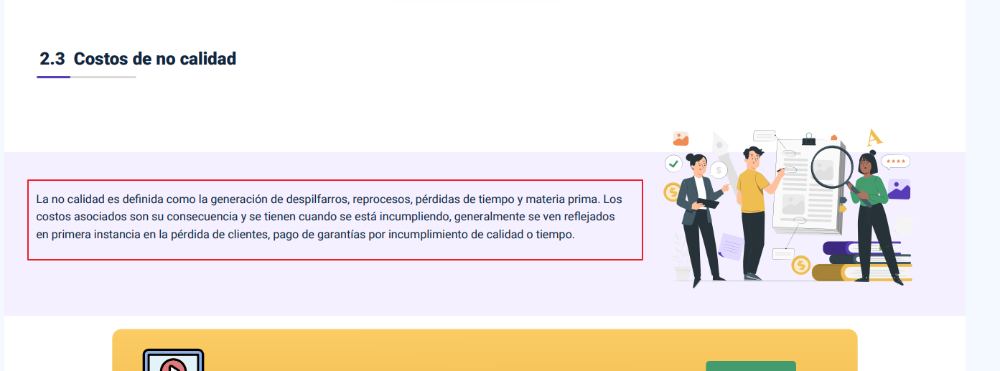 2.3 Costos de no calidad
La no calidad es definida como la generación de despilfarros, reprocesos, pérdidas de tiempo y materia prima. Los
costos asociados son su consecuencia y se tienen cuando se está incumpliendo, generalmente se ven reflejados
en primera instancia en la pérdida de clientes, pago de garantías por incumplimiento de calidad o tiempo.
A
$
$
$